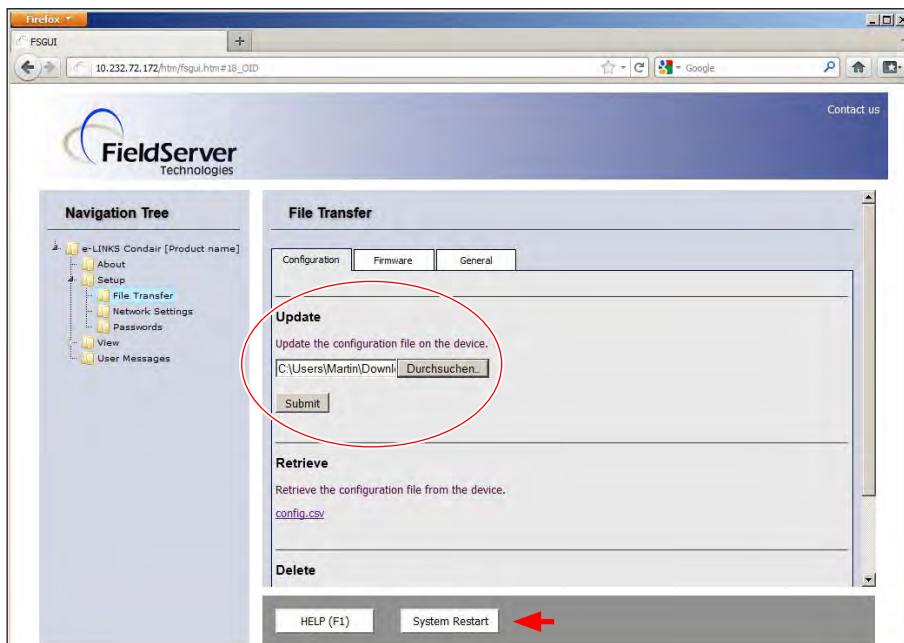 Firefox
FSGUI
10.232.72.172/htm/fsgui.htm#18_OID
Google
Contact us
FieldServer
Technologies
Navigation Tree
e-LINKS Condair [Product name]
About
Setup
File Transfer
Network Settings
Passwords
View
User Messages
File Transfer
Configuration Firmware General
Update
Update the configuration file on the device.
C:\Users\Martin\Downl Durchsuchen_
Submit
Retrieve
Retrieve the configuration file from the device.
config.csv
Delete
HELP (F1) System Restart